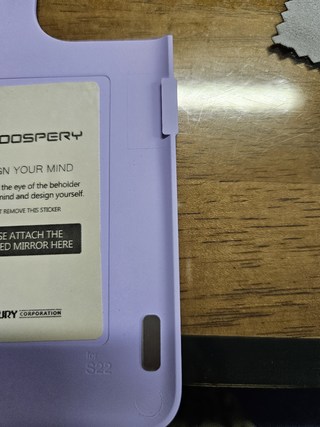 OOSPERY
GN YOUR MIND
the eye of the beholder
mind and design yourself.
T REMOVE THIS STICKER
SE ATTACH THE
ED MIRROR HERE
URY CORPORATION
for
S22